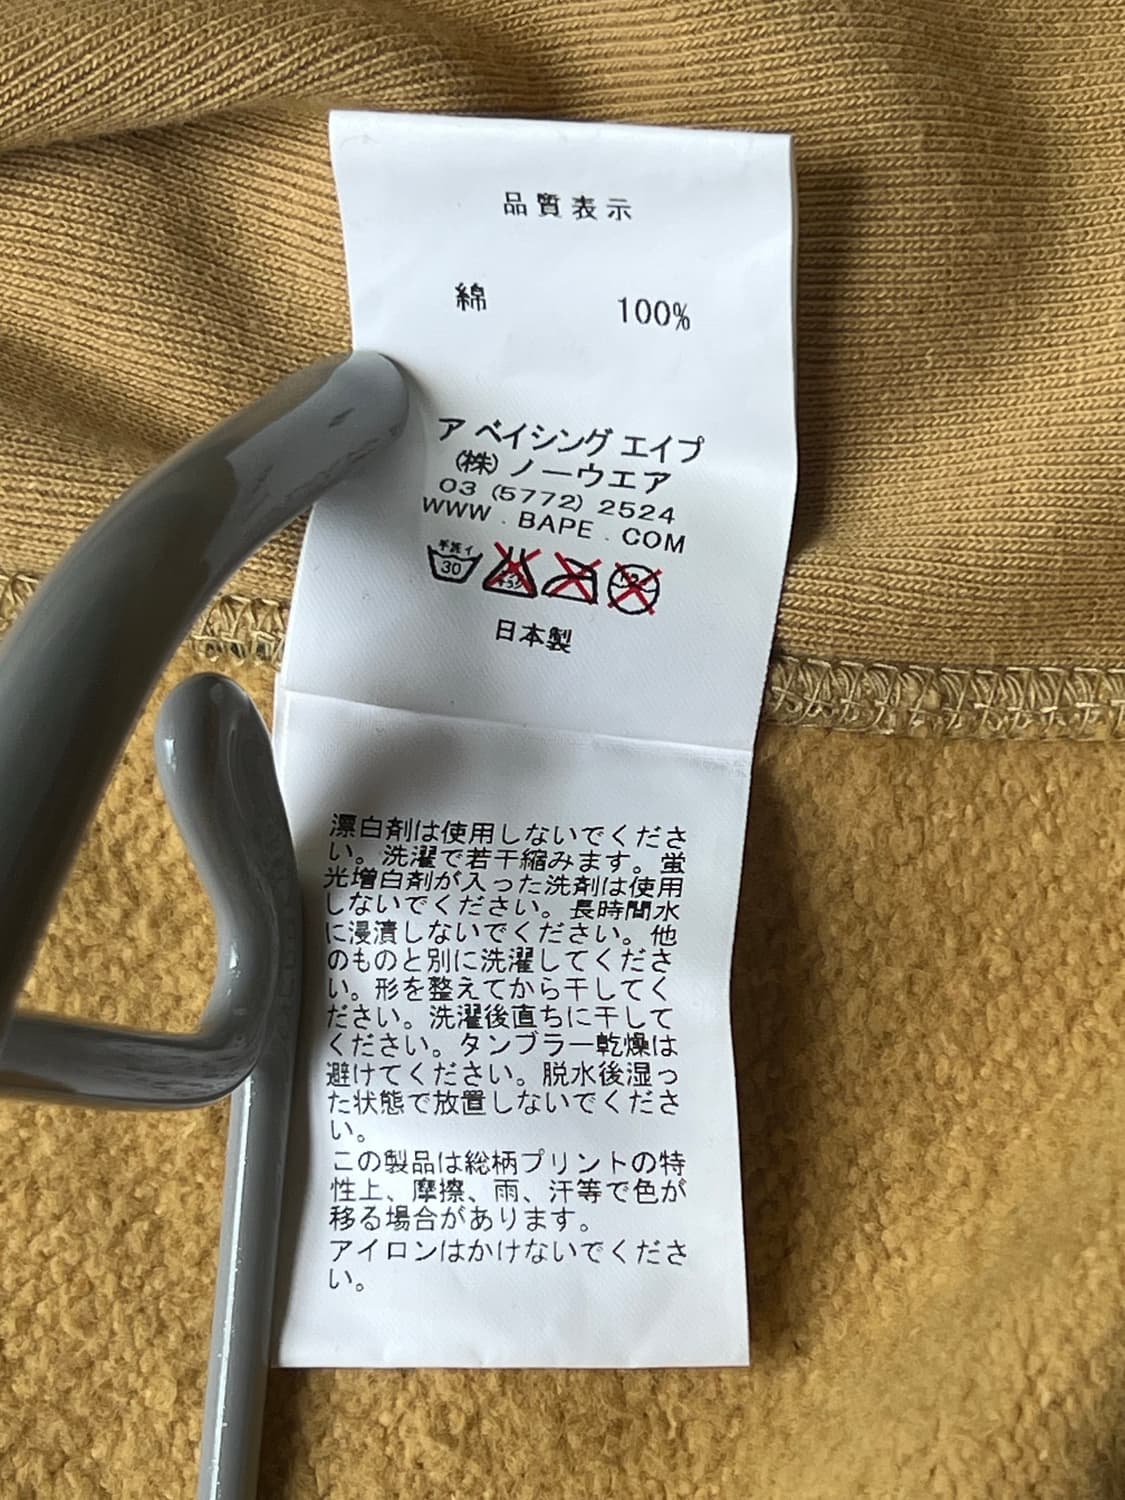 品質表示
綿 100%
ア ベイシング エイプ
(株) ノーウエア
03 (5772) 2524
WWW . BAPE . COM
手洗イ
30
日本製
漂白剤は使用しないでくださ
い。洗濯で若干縮みます。蛍
光増白剤が入った洗剤は使用
しないでください。長時間水
に浸漬しないでください。他
のものと別に洗濯してくださ
い。形を整えてから干してく
ださい。洗濯後直ちに干して
ください。タンブラー乾燥は
避けてください。脱水後湿っ
た状態で放置しないでくださ
い。
この製品は総柄プリントの特
性上、摩擦、雨、汗等で色が
移る場合があります。
アイロンはかけないでくださ
い。